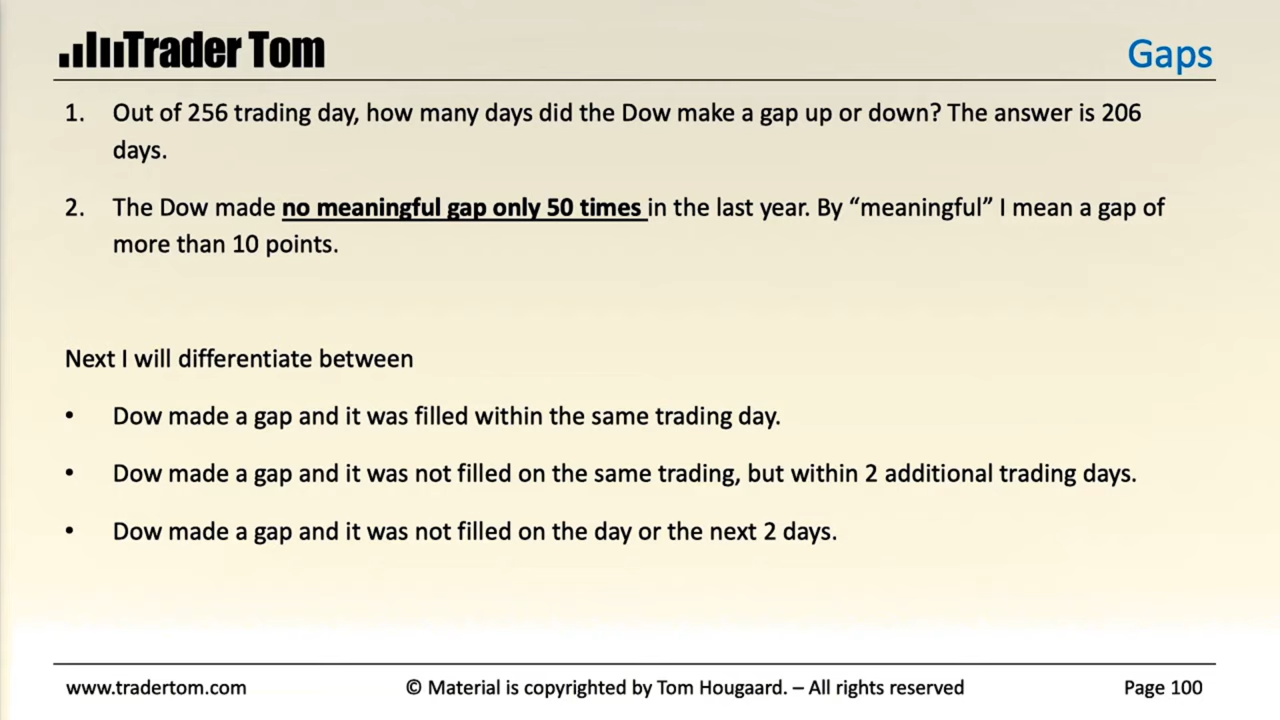 Trader Tom
Gaps
1. Out of 256 trading day, how many days did the Dow make a gap up or down? The answer is 206
days.
2. The Dow made no meaningful gap only 50 times in the last year. By “meaningful” I mean a gap of
more than 10 points.
Next I will differentiate between
• Dow made a gap and it was filled within the same trading day.
• Dow made a gap and it was not filled on the same trading, but within 2 additional trading days.
• Dow made a gap and it was not filled on the day or the next 2 days.
www.tradertom.com
© Material is copyrighted by Tom Hougaard. – All rights reserved
Page 100